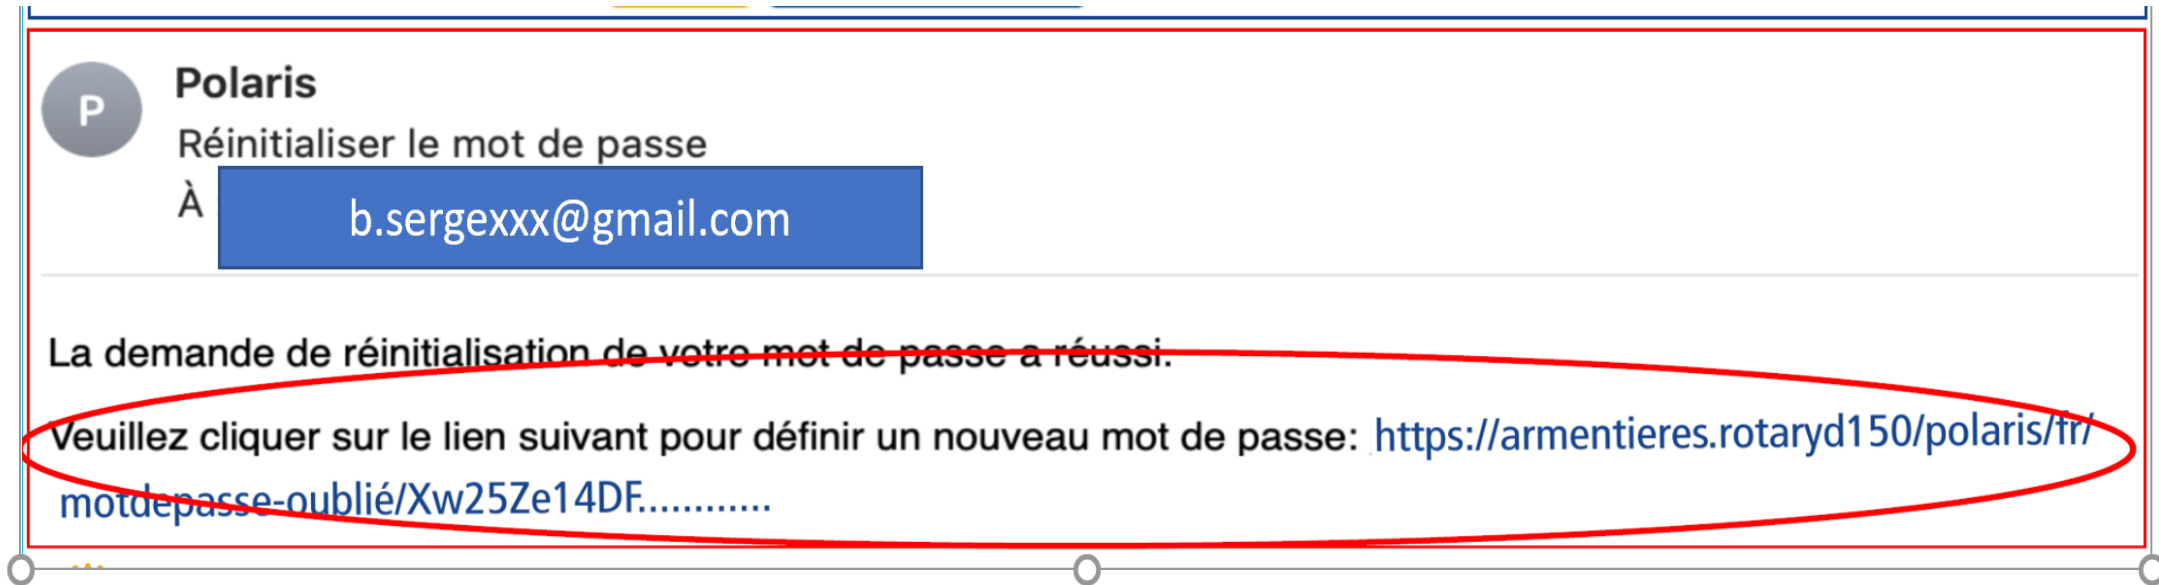 P
Polaris
Réinitialiser le mot de passe
À b.sergexxx@gmail.com
La demande de réinitialisation de votre mot de passe a réussi.
Veuillez cliquer sur le lien suivant pour définir un nouveau mot de passe: https://armentieres.rotaryd150/polaris/fr/
motdepasse-oublié/Xw25Ze14DF............